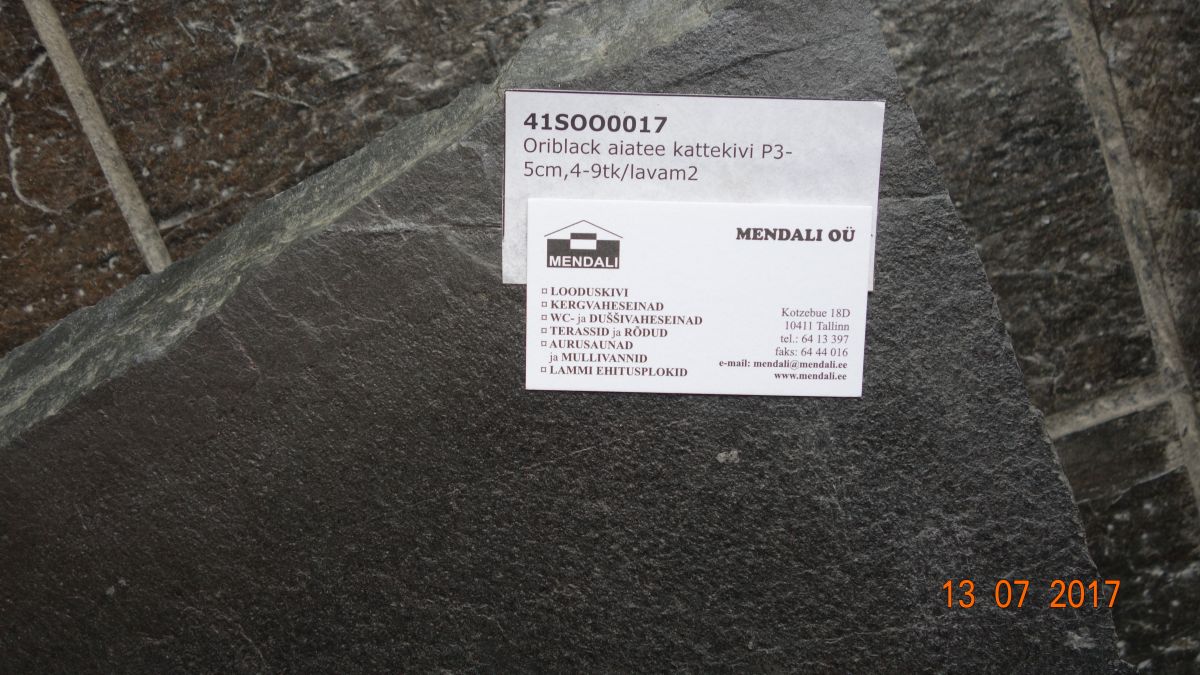 41SOO0017
Oriblack aiatee kattekivi P3-
5cm,4-9tk/lavam2
MENDALI
MENDALI OÜ
¤ LOODUSKIVI
¤ KERGVAHESEINAD
¤ WC- ja DUŠŠIVAHESEINAD
¤ TERASSID ja RÕDUD
¤ AURUSAUNAD
ja MULLIVANNID
¤ LAMMI EHITUSPLOKID
Kotzebue 18D
10411 Tallinn
tel.: 64 13 397
faks: 64 44 016
e-mail: mendali@mendali.ee
www.mendali.ee
13 07 2017